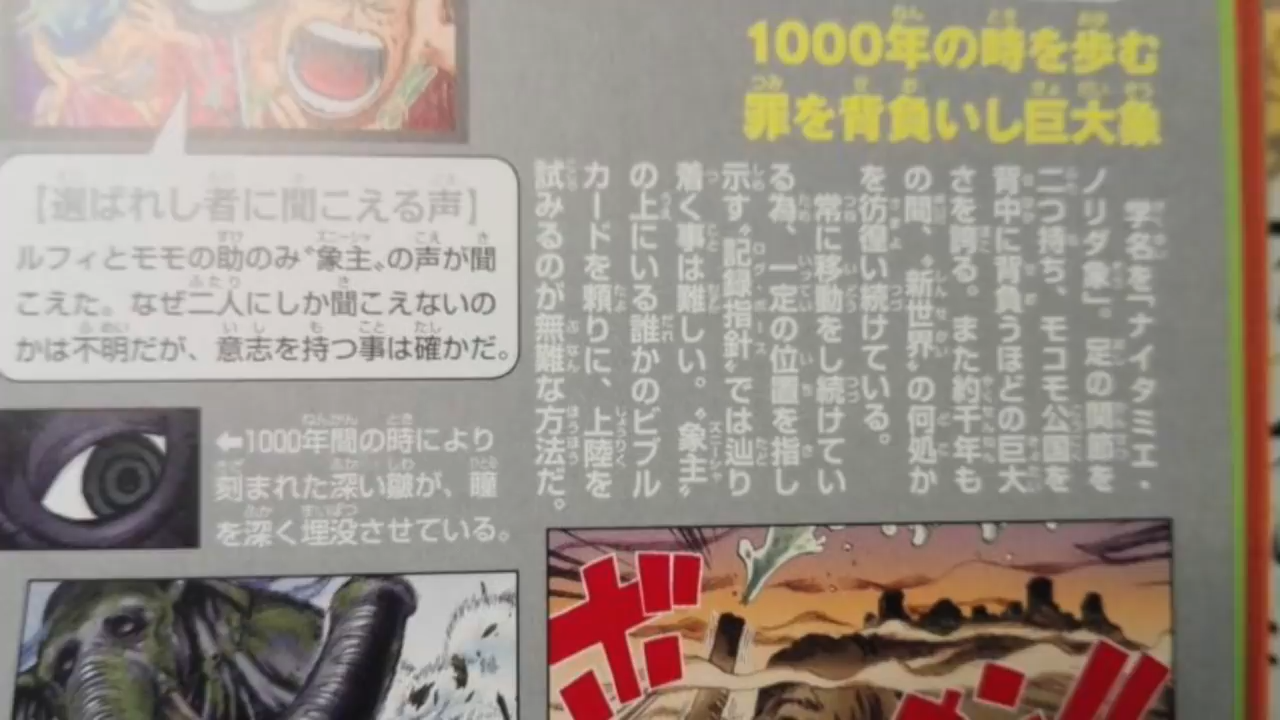 1000年の時を歩む
罪を背負いし巨大象
学名を「ナイタミエ・
ノリダ象」。足の関節を
二つ持ち、モコモ公国を
背中に背負うほどの巨大
さを誇る。また約千年も
の間、〝新世界〟の何処か
を彷徨い続けている。
常に移動をし続けてい
る為、一定の位置を指し
示す〝記録指針〟では辿り
着く事は難しい。〝象主〟
の上にいる誰かのビブル
カードを頼りに、上陸を
試みるのが無難な方法だ。
[選ばれし者に聞こえる声]
ルフィとモモの助のみ〝象主〟の声が聞
こえた。なぜ二人にしか聞こえないの
かは不明だが、意志を持つ事は確かだ。
⬅1000年間の時により
刻まれた深い皺が、瞳
を深く埋没させている。
ボ